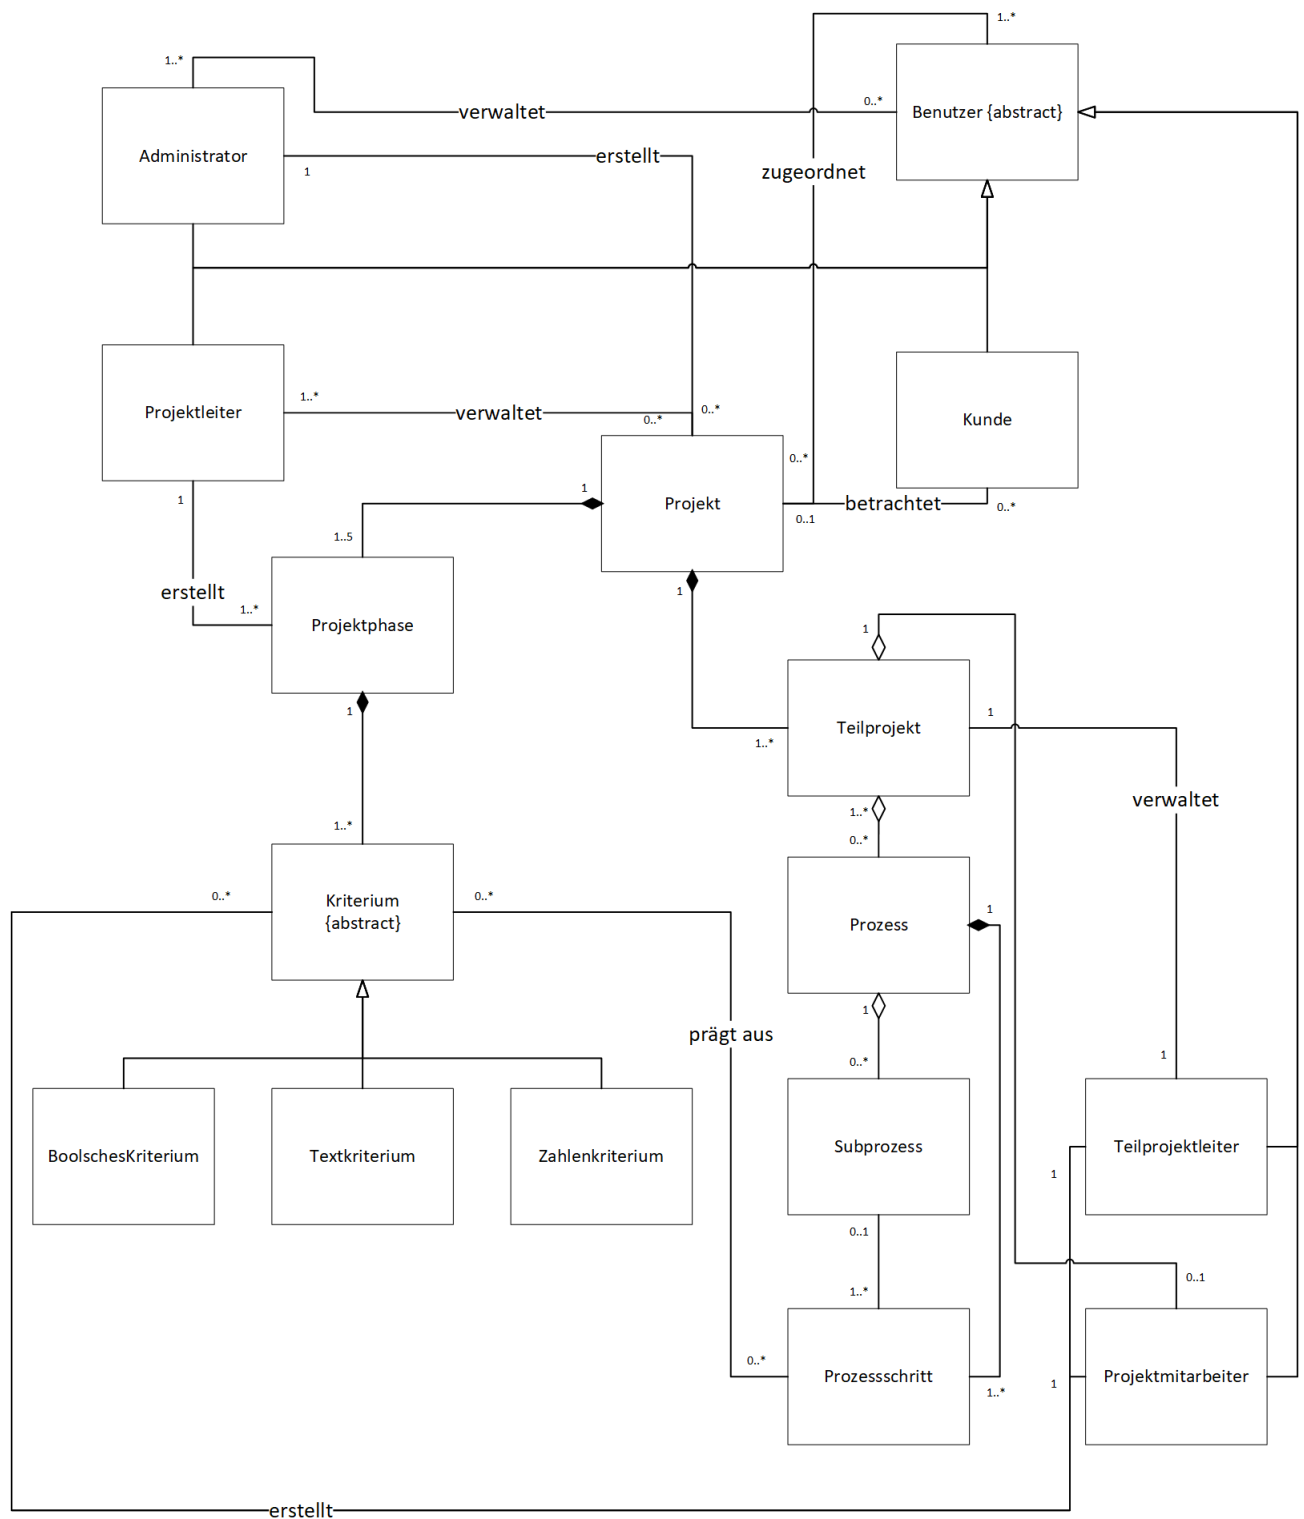 1..*
1..*
Benutzer {abstract}
0..*
verwaltet
Administrator
erstellt
1
zugeordnet
Projektleiter
1..*
verwaltet
0..*
0..*
Kunde
0..*
1
Projekt
betrachtet
0..1
0..*
1
1..5
erstellt
1..*
Projektphase
1
1
1
1..*
Teilprojekt
1
verwaltet
1..*
1..*
0..*
0..*
Kriterium
{abstract}
0..*
Prozess
1
1
prägt aus
0..*
1
BoolschesKriterium
Textkriterium
Zahlenkriterium
Subprozess
Teilprojektleiter
1
0..1
1..*
0..1
0..*
Prozessschritt
1..*
1
Projektmitarbeiter
erstellt